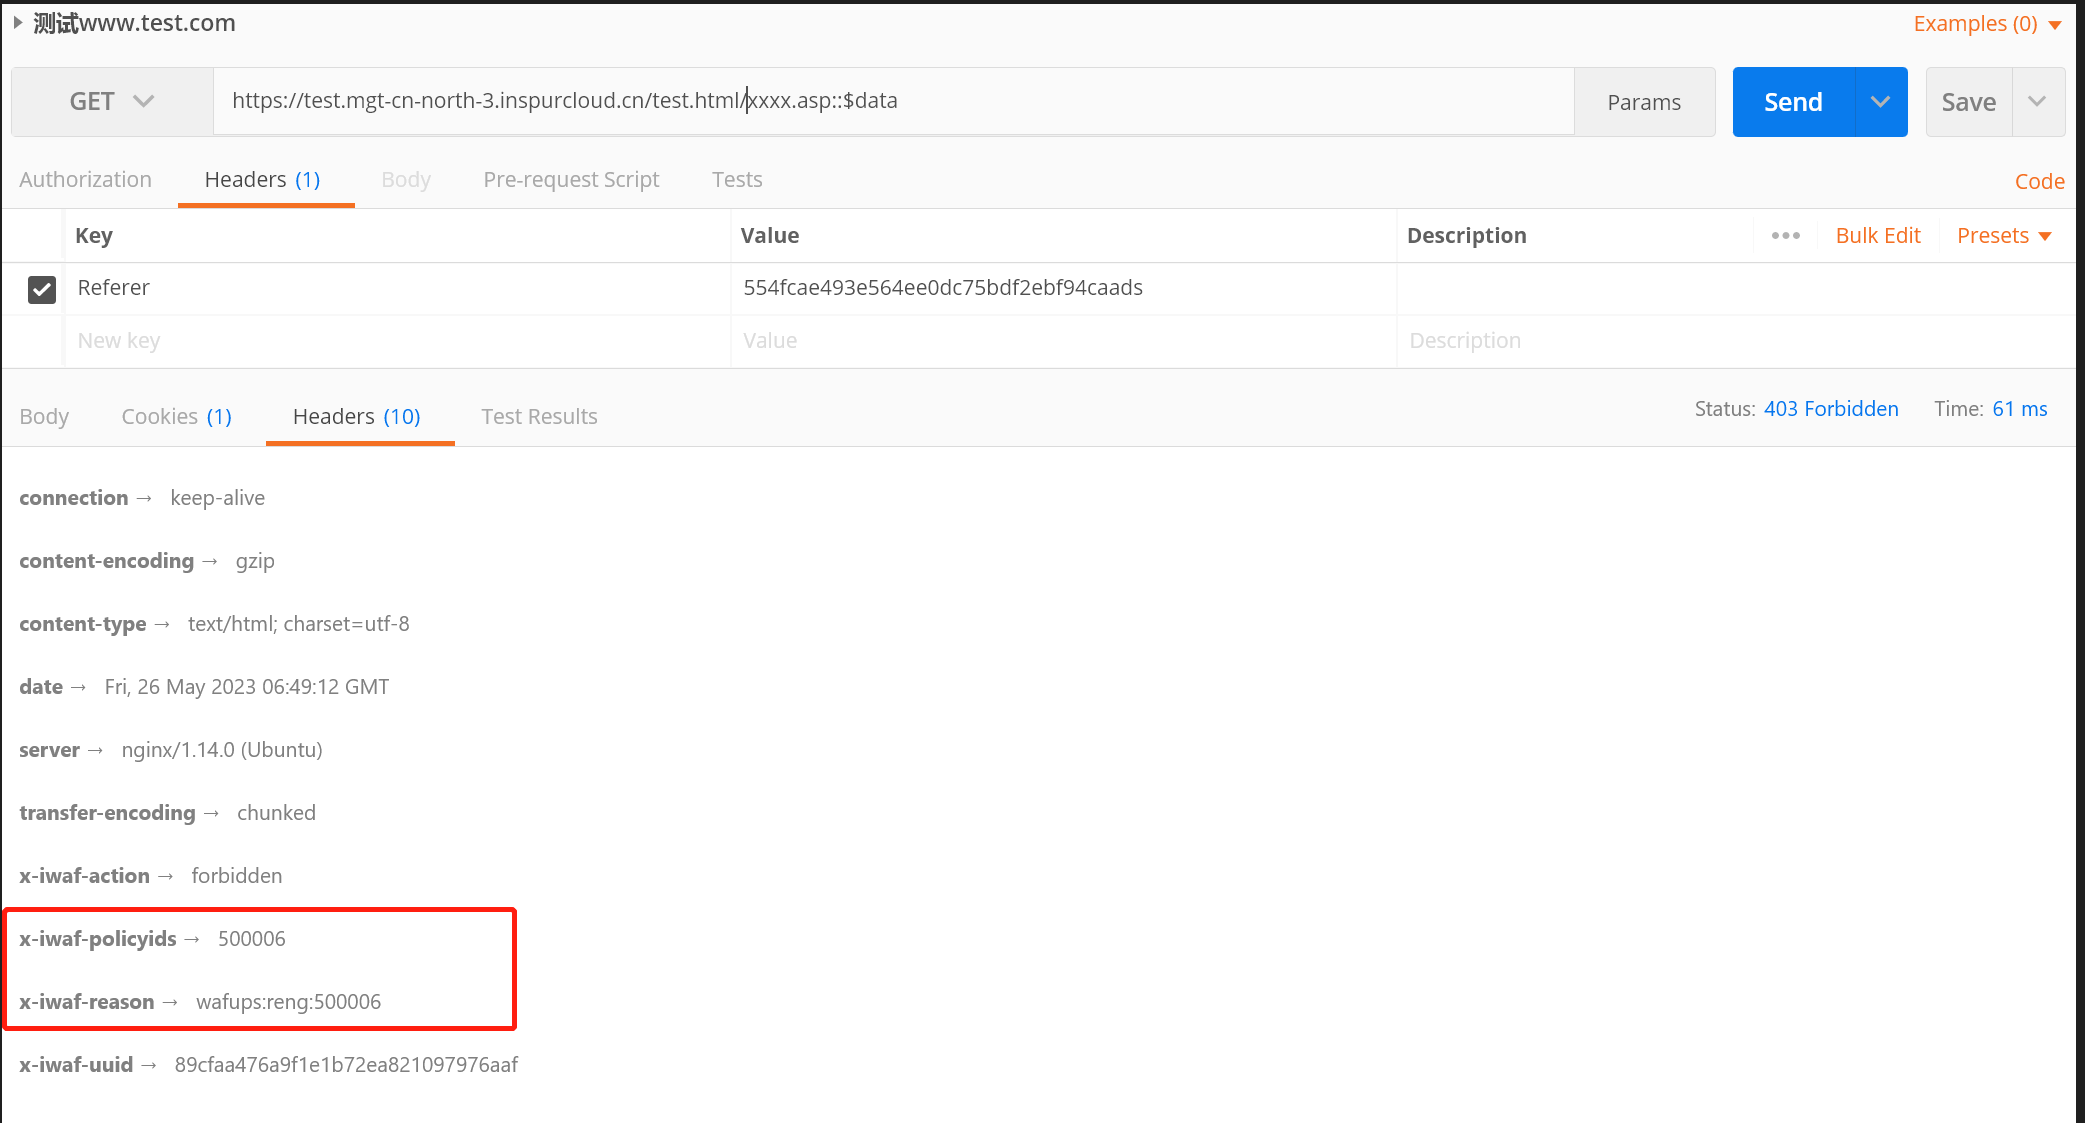 测试www.test.com
Examples (0)
GET
https://test.mgt-cn-north-3.inspurcloud.cn/test.html/xxxx.asp::$data
Params
Send
Save
Authorization
Headers (1)
Body
Pre-request Script
Tests
Code
Key
Value
Description
Bulk Edit
Presets
Referer
554fcae493e564ee0dc75bdf2ebf94caads
New key
Value
Description
Body
Cookies (1)
Headers (10)
Test Results
Status: 403 Forbidden
Time: 61 ms
connection → keep-alive
content-encoding → gzip
content-type → text/html; charset=utf-8
date → Fri, 26 May 2023 06:49:12 GMT
server → nginx/1.14.0 (Ubuntu)
transfer-encoding → chunked
x-iwaf-action → forbidden
x-iwaf-policyids → 500006
x-iwaf-reason → wafups:reng:500006
x-iwaf-uuid → 89cfaa476a9f1e1b72ea821097976aaf